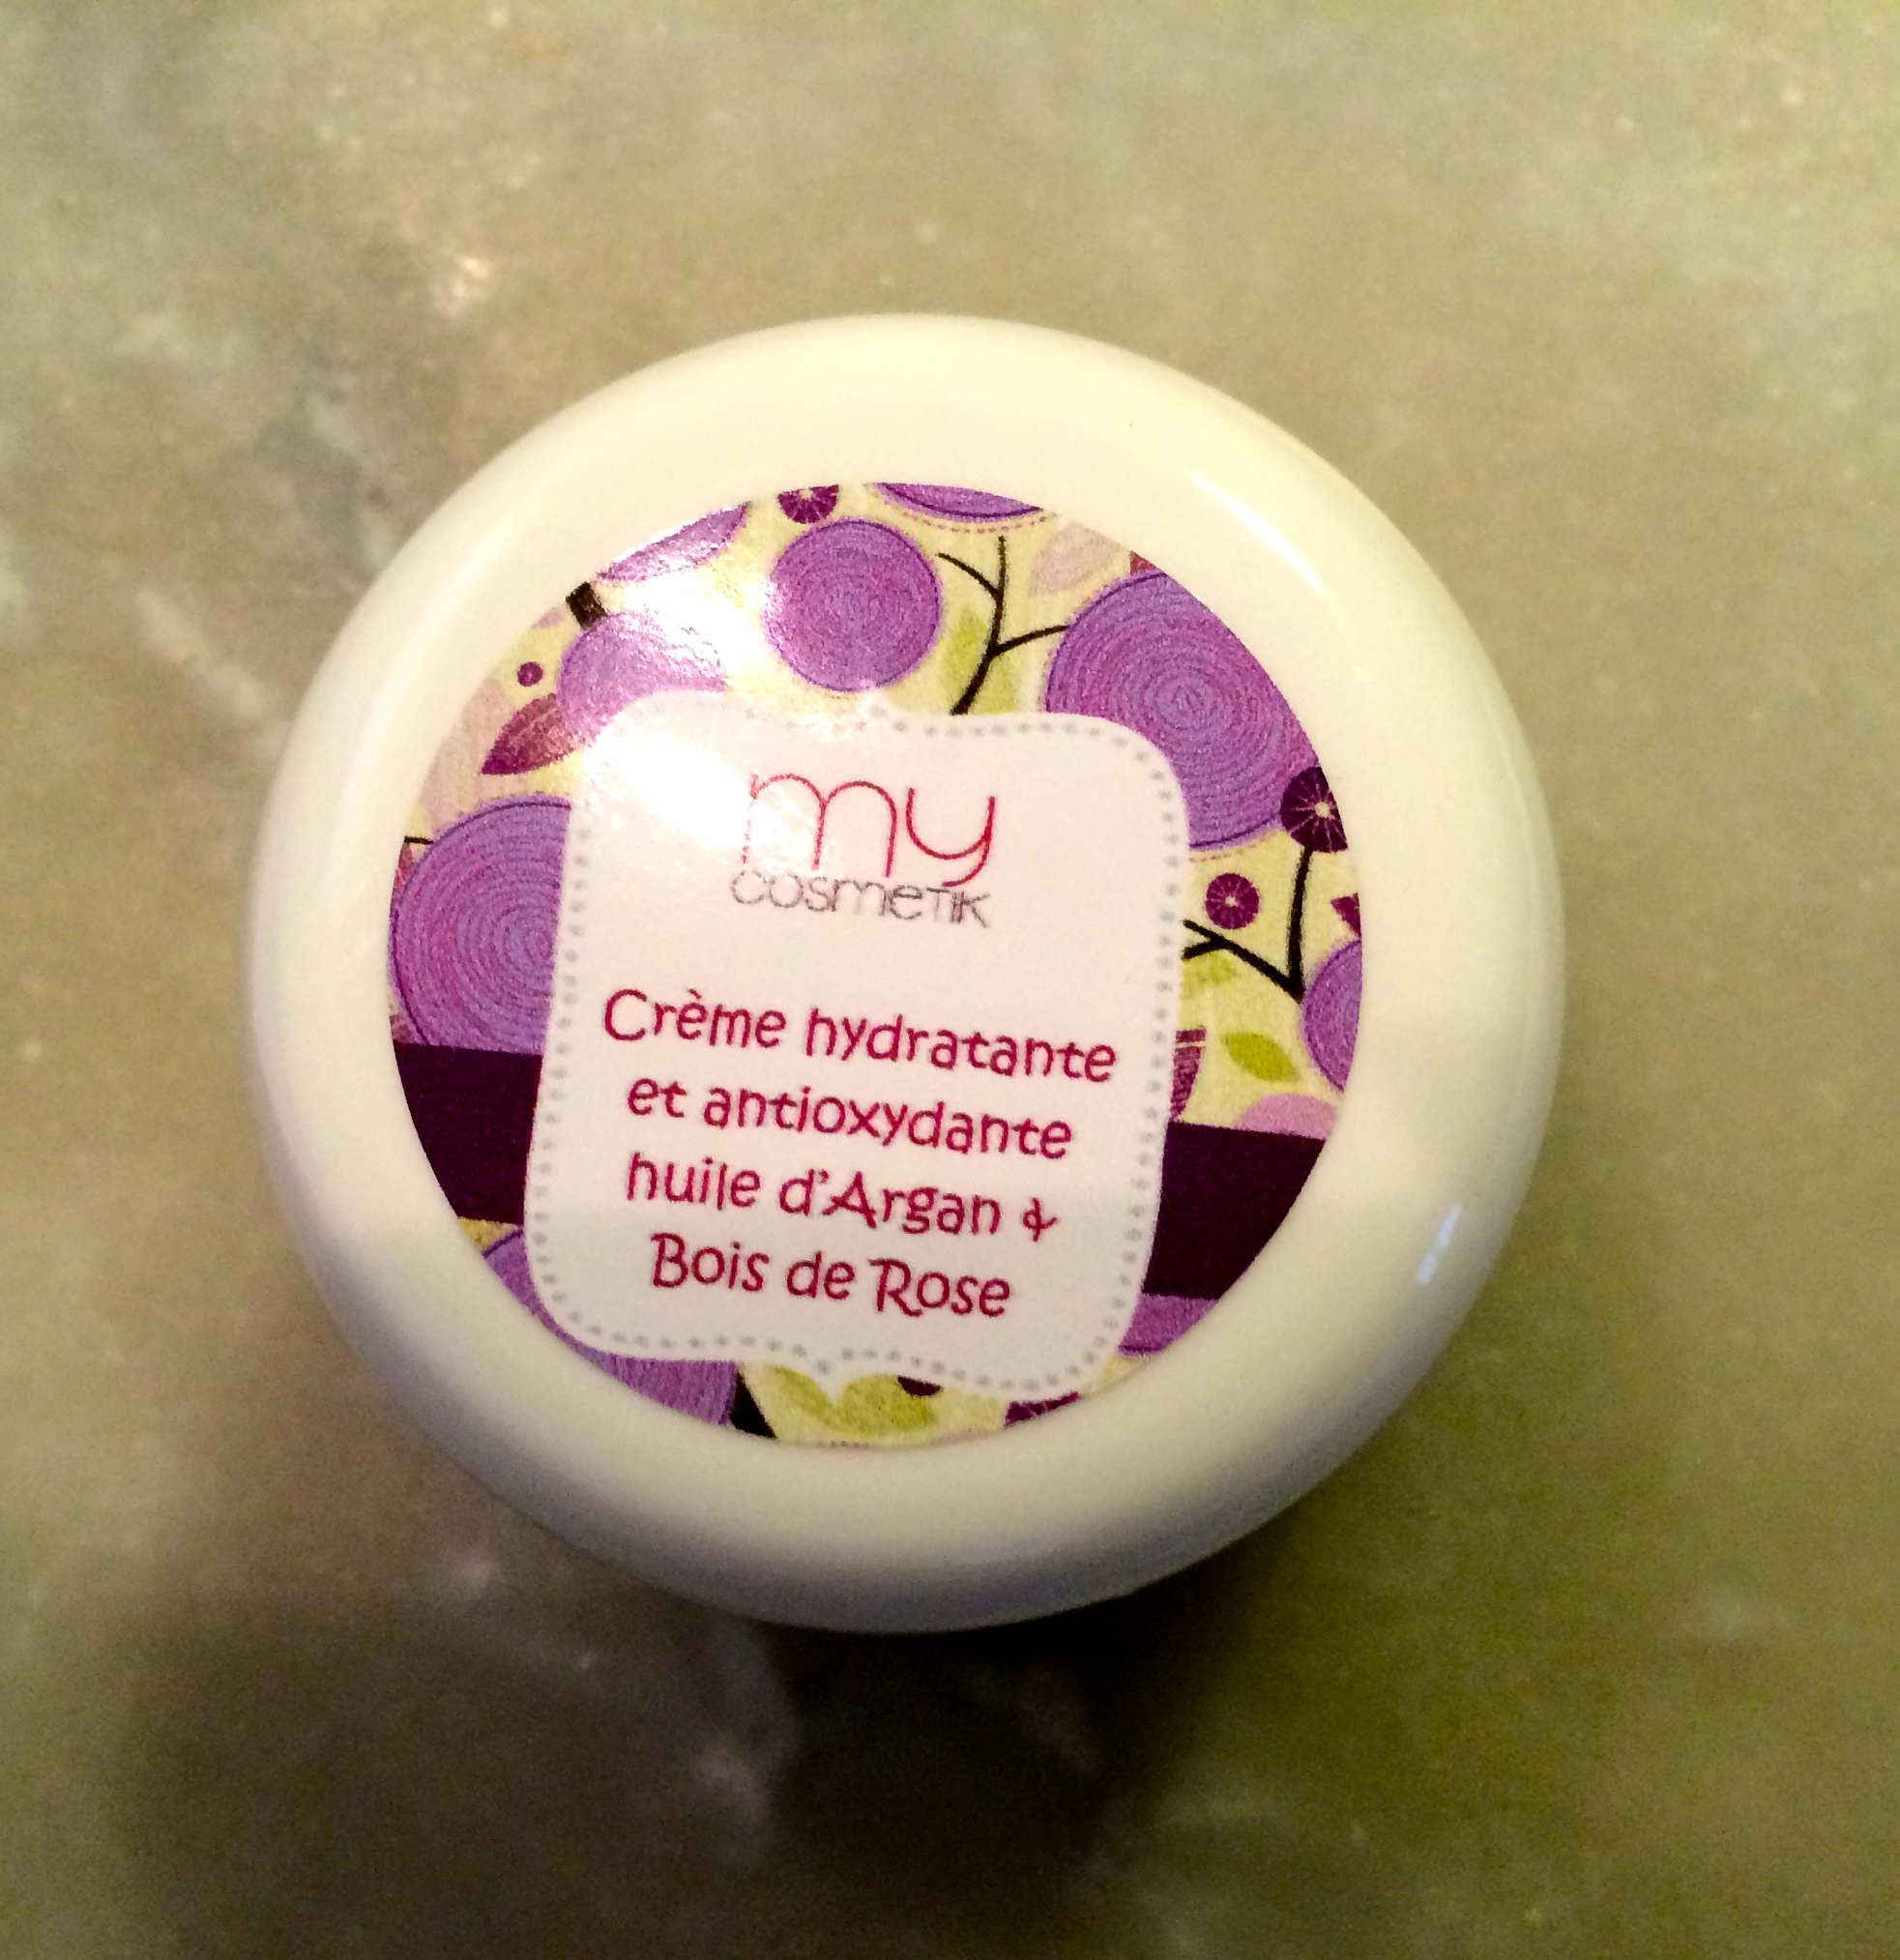 my
cosmetik
Crème hydratante
et antioxydante
huile d'Argan &
Bois de Rose